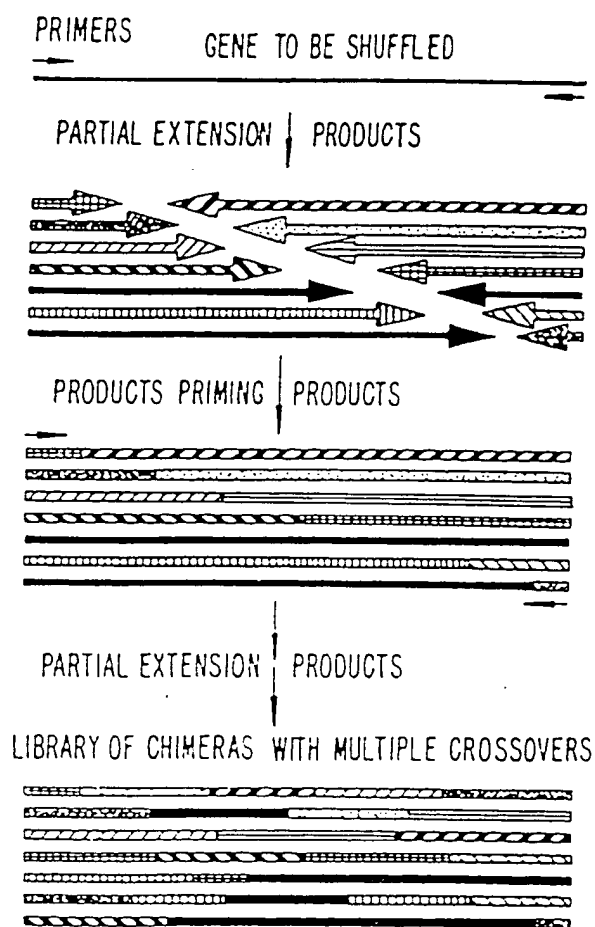 PRIMERS
GENE TO BE SHUFFLED
PARTIAL EXTENSION PRODUCTS
PRODUCTS PRIMING PRODUCTS
PARTIAL EXTENSION PRODUCTS
LIBRARY OF CHIMERAS WITH MULTIPLE CROSSOVERS